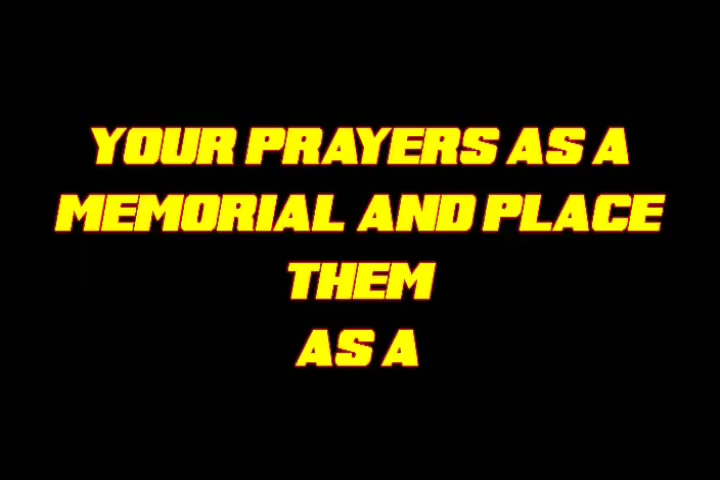 YOUR PRAYERS AS A
MEMORIAL AND PLACE
THEM
AS A